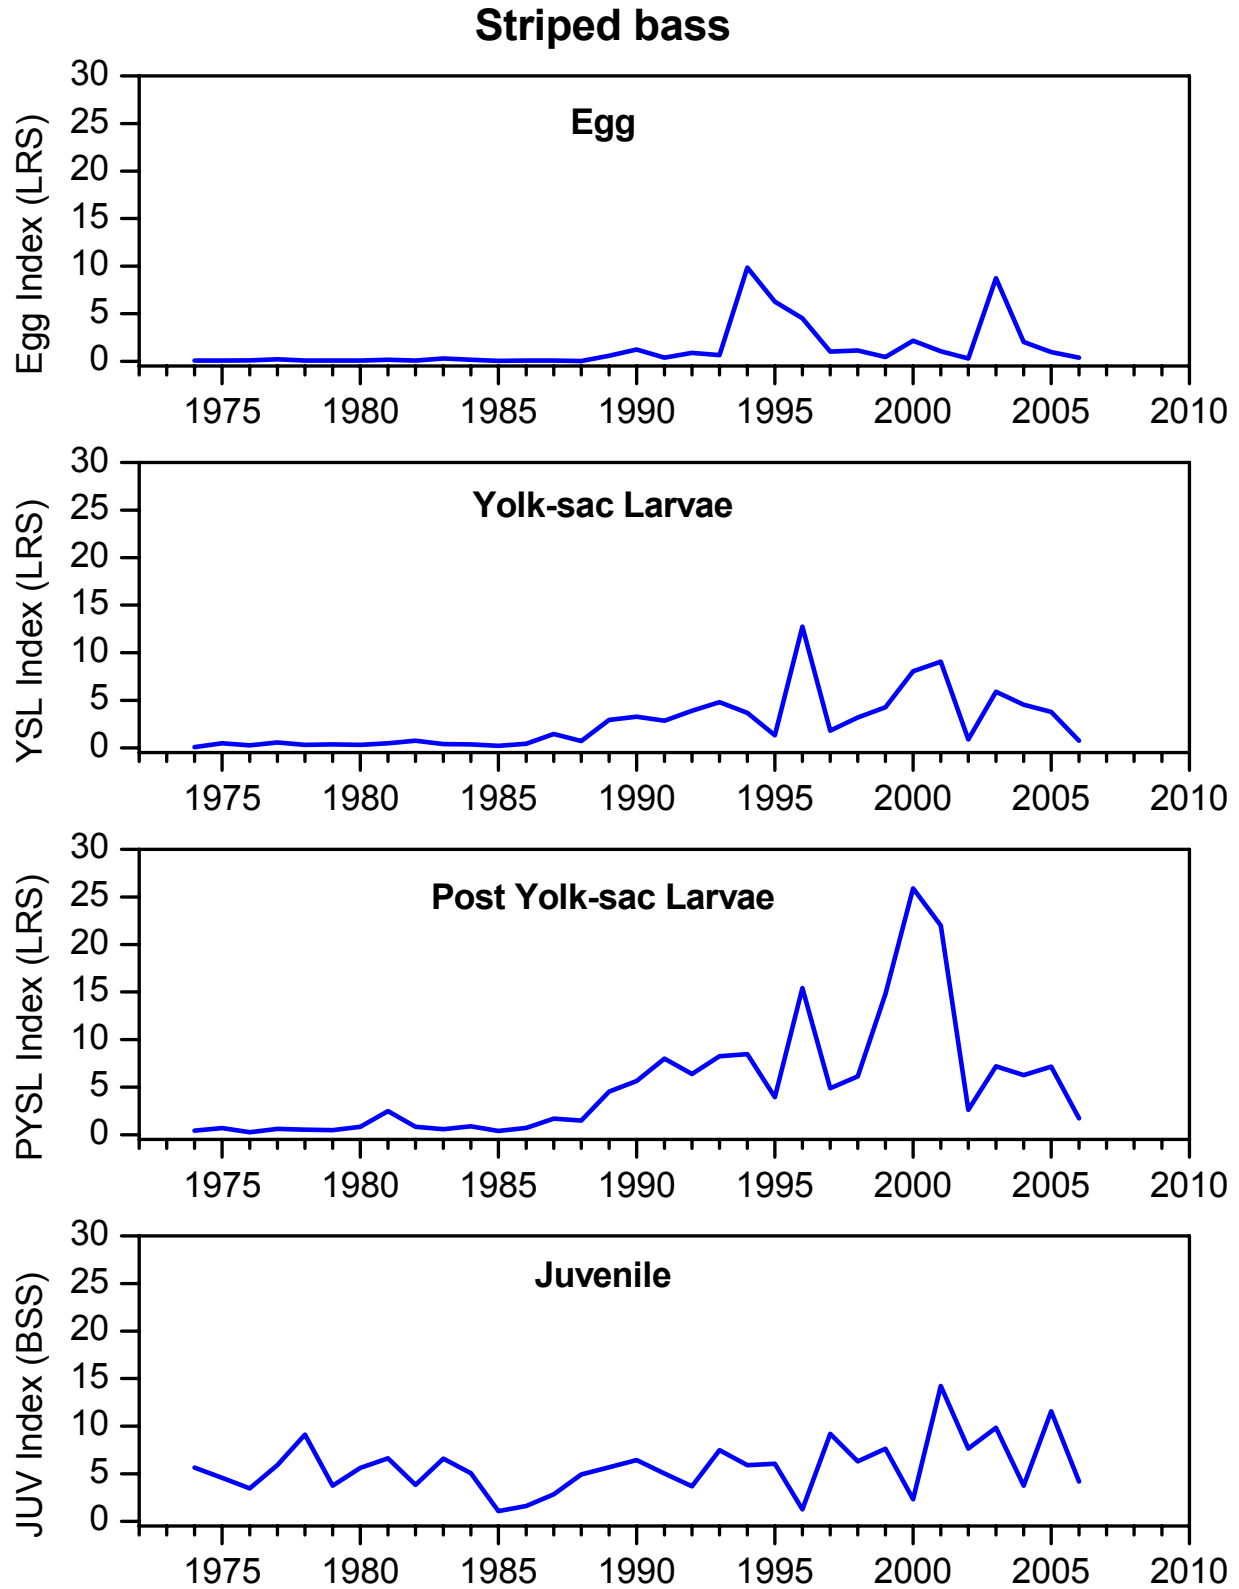 Striped bass
Egg
Egg Index (LRS)
30
25
20
15
10
5
0
1975 1980 1985 1990 1995 2000 2005 2010
Yolk-sac Larvae
YSL Index (LRS)
30
25
20
15
10
5
0
1975 1980 1985 1990 1995 2000 2005 2010
Post Yolk-sac Larvae
PYSL Index (LRS)
30
25
20
15
10
5
0
1975 1980 1985 1990 1995 2000 2005 2010
Juvenile
JUV Index (BSS)
30
25
20
15
10
5
0
1975 1980 1985 1990 1995 2000 2005 2010